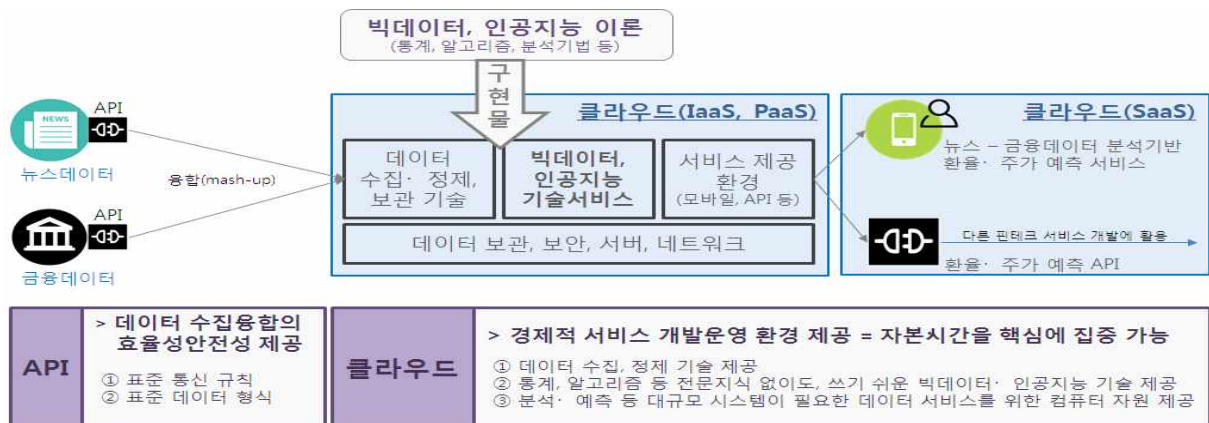 빅데이터, 인공지능 이론
(통계, 알고리즘, 분석기법 등)
구
현
물
API
NEWS
뉴스데이터
API
금융데이터
융합(mash-up)
클라우드(IaaS, PaaS)
데이터
수집· 정제,
보관 기술
빅데이터,
인공지능
기술서비스
서비스 제공
환경
(모바일, API 등)
데이터 보관, 보안, 서버, 네트워크
클라우드(SaaS)
뉴스 – 금융데이터 분석기반
환율· 주가 예측 서비스
다른 핀테크 서비스 개발에 활용
환율· 주가 예측 API
API
> 데이터 수집융합의
효율성안전성 제공
① 표준 통신 규칙
② 표준 데이터 형식
클라우드
> 경제적 서비스 개발운영 환경 제공 = 자본시간을 핵심에 집중 가능
① 데이터 수집, 정제 기술 제공
② 통계, 알고리즘 등 전문지식 없이도, 쓰기 쉬운 빅데이터· 인공지능 기술 제공
③ 분석· 예측 등 대규모 시스템이 필요한 데이터 서비스를 위한 컴퓨터 자원 제공